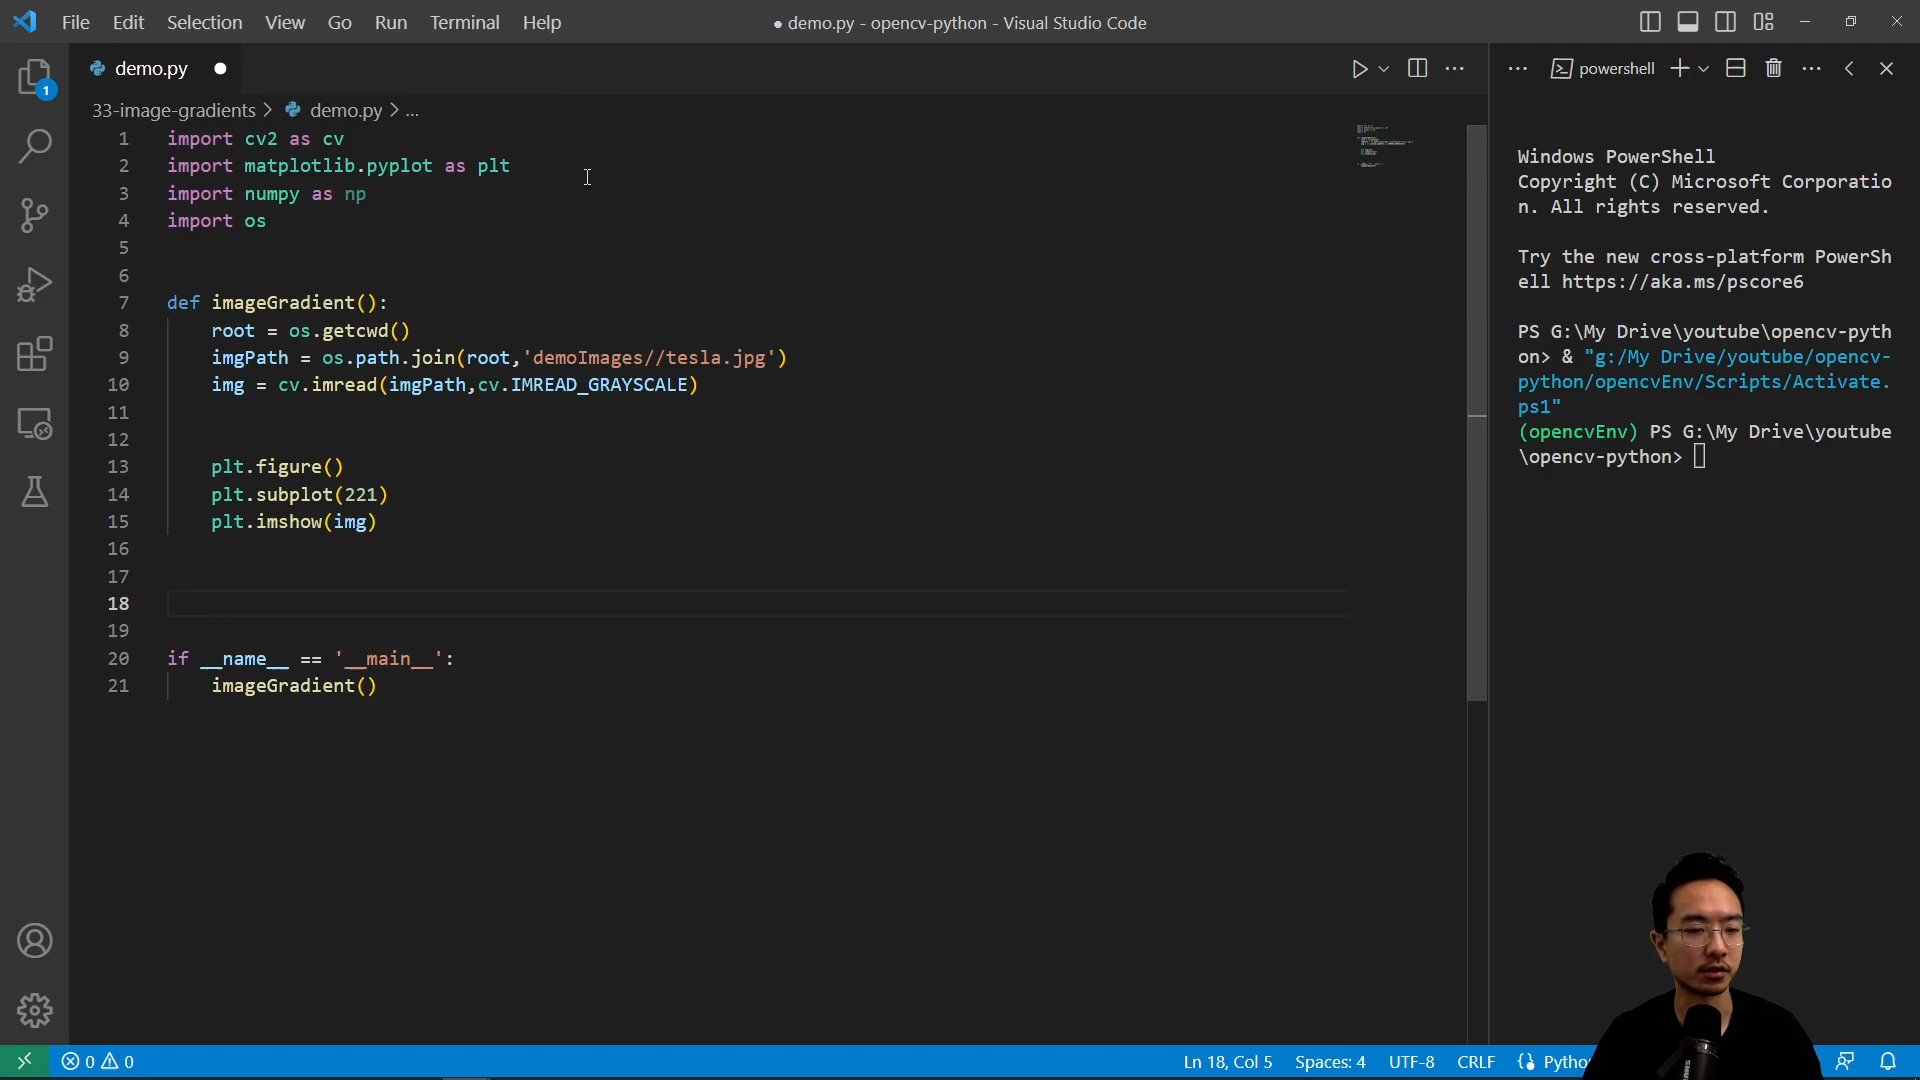 File Edit Selection View Go Run Terminal Help
● demo.py - opencv-python - Visual Studio Code
1
demo.py
powershell
33-image-gradients > demo.py > ...
1 import cv2 as cv
2 import matplotlib.pyplot as plt
3 import numpy as np
4 import os
5
6
7 def imageGradient():
8 root = os.getcwd()
9 imgPath = os.path.join(root,'demoImages//tesla.jpg')
10 img = cv.imread(imgPath,cv.IMREAD_GRAYSCALE)
11
12
13 plt.figure()
14 plt.subplot(221)
15 plt.imshow(img)
16
17
18
19
20 if __name__ == '__main__':
21 imageGradient()
Windows PowerShell
Copyright (C) Microsoft Corporatio
n. All rights reserved.
Try the new cross-platform PowerSh
ell https://aka.ms/pscore6
PS G:\My Drive\youtube\opencv-pyth
on> & "g:/My Drive/youtube/opencv-
python/opencvEnv/Scripts/Activate.
ps1"
(opencvEnv) PS G:\My Drive\youtube
\opencv-python>
0 0
Ln 18, Col 5 Spaces: 4 UTF-8 CRLF